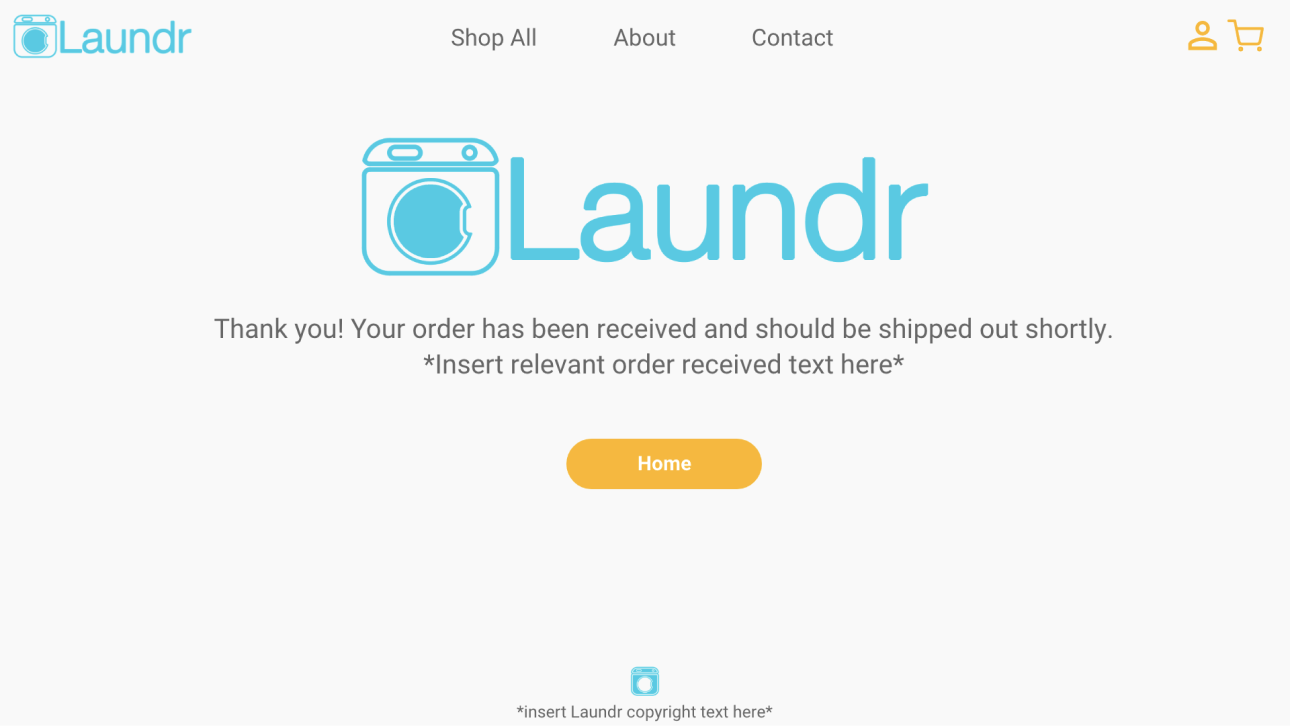 Laundr
Shop All
About
Contact
Laundr
Thank you! Your order has been received and should be shipped out shortly.
*Insert relevant order received text here*
Home
*insert Laundr copyright text here*